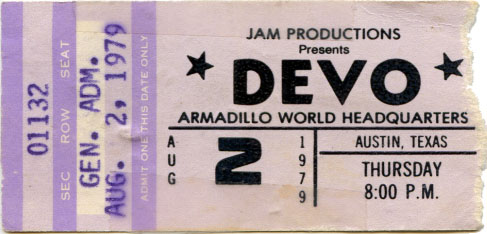 01132
SEC ROW SEAT
GEN. ADM.
AUG. 2, 1979
ADMIT ONE THIS DATE ONLY
JAM PRODUCTIONS
Presents
★ DEVO ★
ARMADILLO WORLD HEADQUARTERS
AUG
2
1979
AUSTIN, TEXAS
THURSDAY
8:00 P.M.